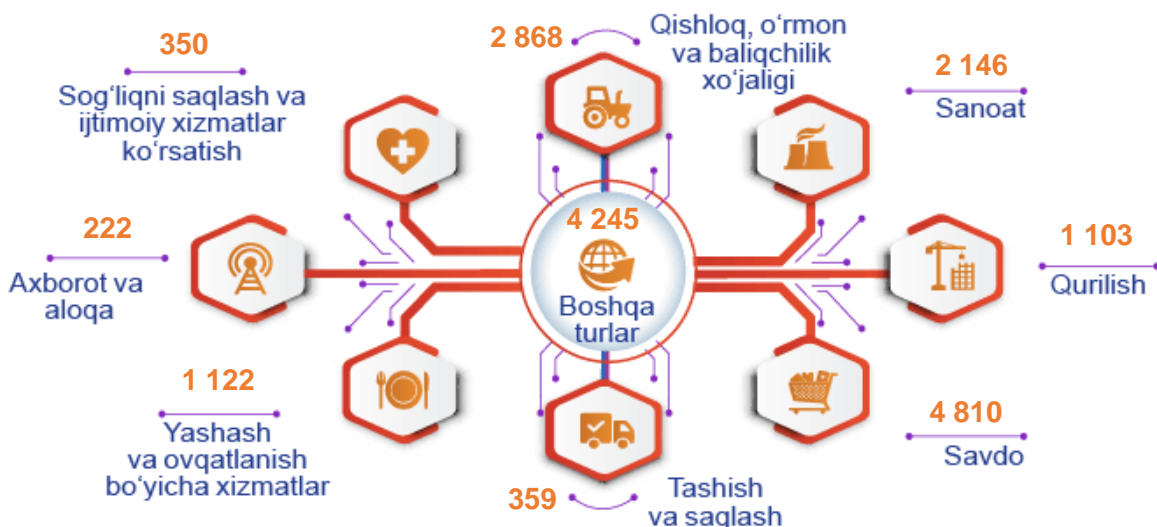 350
Sog‘liqni saqlash va
ijtimoiy xizmatlar
ko‘rsatish
2 868
Qishloq, o‘rmon
va baliqchilik
xo‘jaligi
2 146
Sanoat
222
Axborot va
aloqa
4 245
Boshqa
turlar
1 103
Qurilish
1 122
Yashash
va ovqatlanish
bo‘yicha xizmatlar
359
Tashish
va saqlash
4 810
Savdo